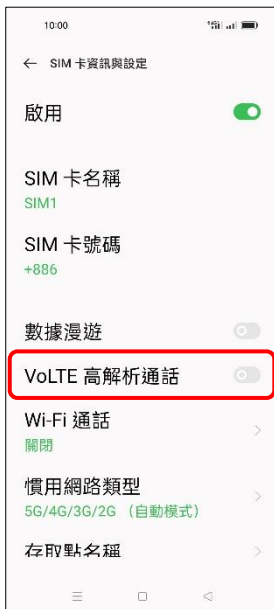 10:00
← SIM 卡資訊與設定
啟用
SIM 卡名稱
SIM1
SIM 卡號碼
+886
數據漫遊
VoLTE 高解析通話
Wi-Fi 通話
關閉
慣用網路類型
5G/4G/3G/2G （自動模式）
存取點名稱